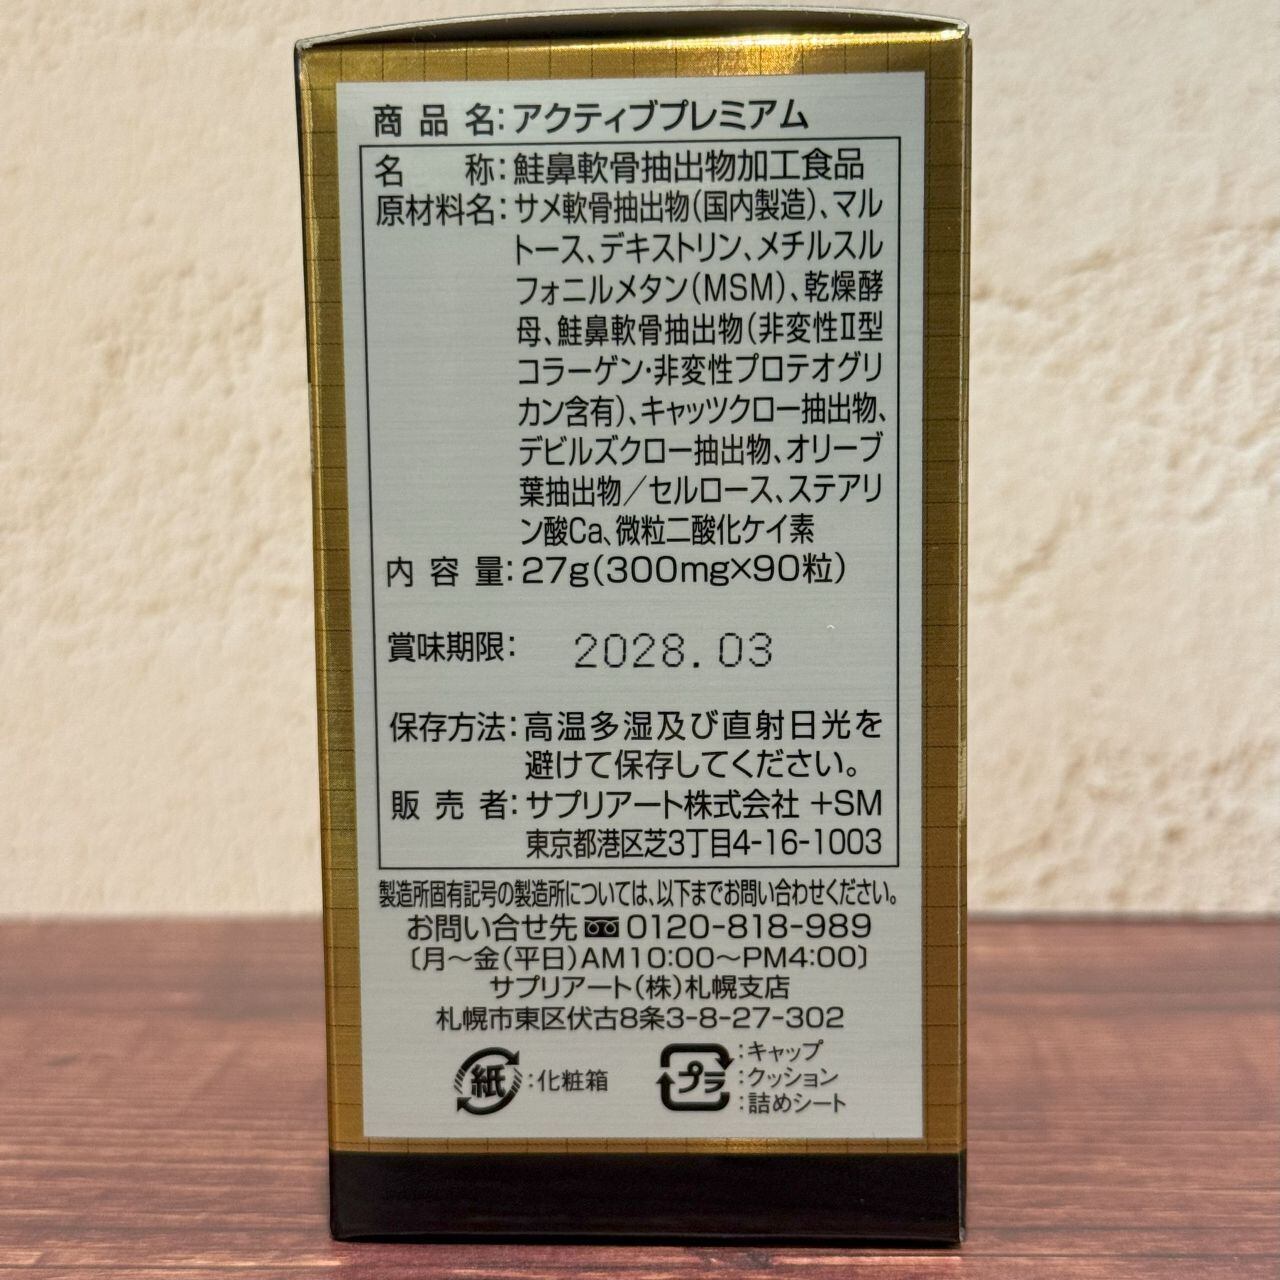 商品名：アクティブプレミアム
名　　称：鮭鼻軟骨抽出物加工食品
原材料名：サメ軟骨抽出物（国内製造）、マル
トース、デキストリン、メチルスル
フォニルメタン（MSM）、乾燥酵
母、鮭鼻軟骨抽出物（非変性Ⅱ型
コラーゲン・非変性プロテオグリ
カン含有）、キャッツクロー抽出物、
デビルズクロー抽出物、オリーブ
葉抽出物／セルロース、ステアリ
ン酸Ca、微粒二酸化ケイ素
内容量：27g（300mg×90粒）
賞味期限： 2028.03
保存方法：高温多湿及び直射日光を
避けて保存してください。
販売者：サプリアート株式会社 +SM
東京都港区芝3丁目4-16-1003
製造所固有記号の製造所については、以下までお問い合わせください。
お問い合せ先 0120-818-989
〔月～金（平日）AM10:00～PM4:00〕
サプリアート（株）札幌支店
札幌市東区伏古8条3-8-27-302
紙：化粧箱
プラ：キャップ
：クッション
：詰めシート